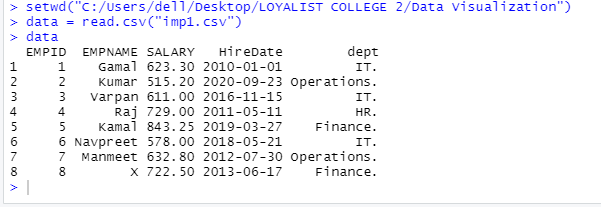 > setwd("C:/Users/dell/Desktop/LOYALIST COLLEGE 2/Data Visualization")
> data = read.csv("imp1.csv")
> data
  EMPID  EMPNAME SALARY   HireDate        dept
1     1    Gamal 623.30 2010-01-01         IT.
2     2    Kumar 515.20 2020-09-23 Operations.
3     3   Varpan 611.00 2016-11-15         IT.
4     4      Raj 729.00 2011-05-11         HR.
5     5    Kamal 843.25 2019-03-27    Finance.
6     6 Navpreet 578.00 2018-05-21         IT.
7     7  Manmeet 632.80 2012-07-30 Operations.
8     8        X 722.50 2013-06-17    Finance.
>